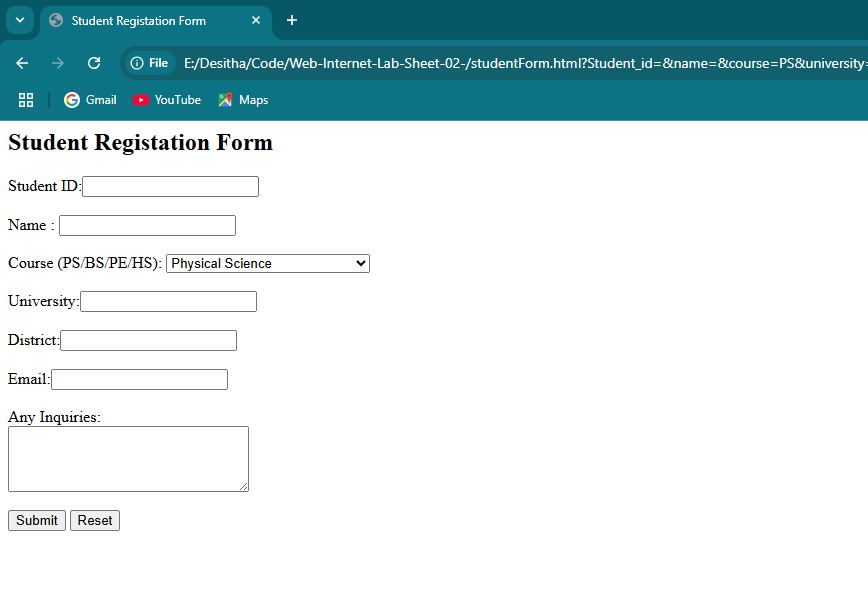 Student Registation Form
File E:/Desitha/Code/Web-Internet-Lab-Sheet-02-/studentForm.html?Student_id=&name=&course=PS&university=
Gmail YouTube Maps
Student Registation Form
Student ID:
Name :
Course (PS/BS/PE/HS): Physical Science
University:
District:
Email:
Any Inquiries:
Submit Reset